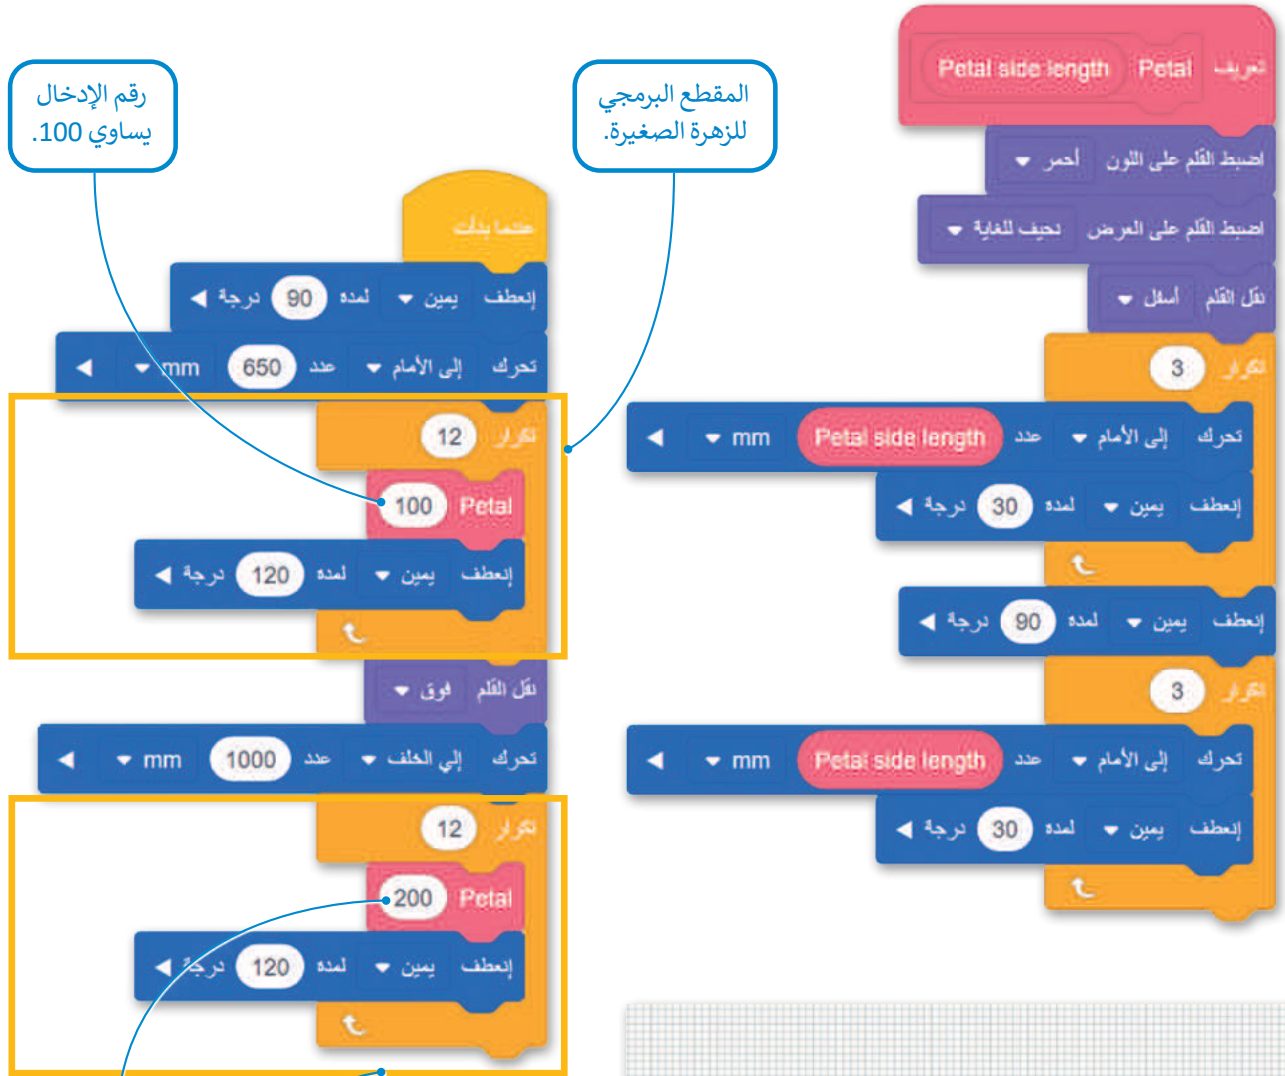 تعريف Petal Petal side length
اضبط القلم على اللون أحمر
اضبط القلم على العرض نحيف للغاية
نقل القلم أسفل
تكرار 3
تحرك إلى الأمام عدد Petal side length mm
إنعطف يمين لمدة 30 درجة
إنعطف يمين لمدة 90 درجة
تكرار 3
تحرك إلى الأمام عدد Petal side length mm
إنعطف يمين لمدة 30 درجة
المقطع البرمجي
للزهرة الصغيرة.
رقم الإدخال
يساوي 100.
عندما بدأت
إنعطف يمين لمدة 90 درجة
تحرك إلى الأمام عدد 650 mm
تكرار 12
Petal 100
إنعطف يمين لمدة 120 درجة
نقل القلم فوق
تحرك إلي الخلف عدد 1000 mm
تكرار 12
Petal 200
إنعطف يمين لمدة 120 درجة